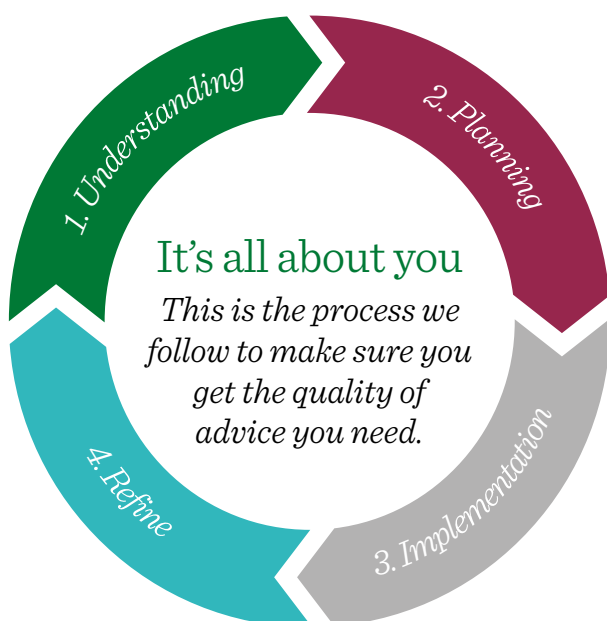 1. Understanding
2. Planning
It’s all about you
This is the process we
follow to make sure you
get the quality of
advice you need.
3. Implementation
4. Refine